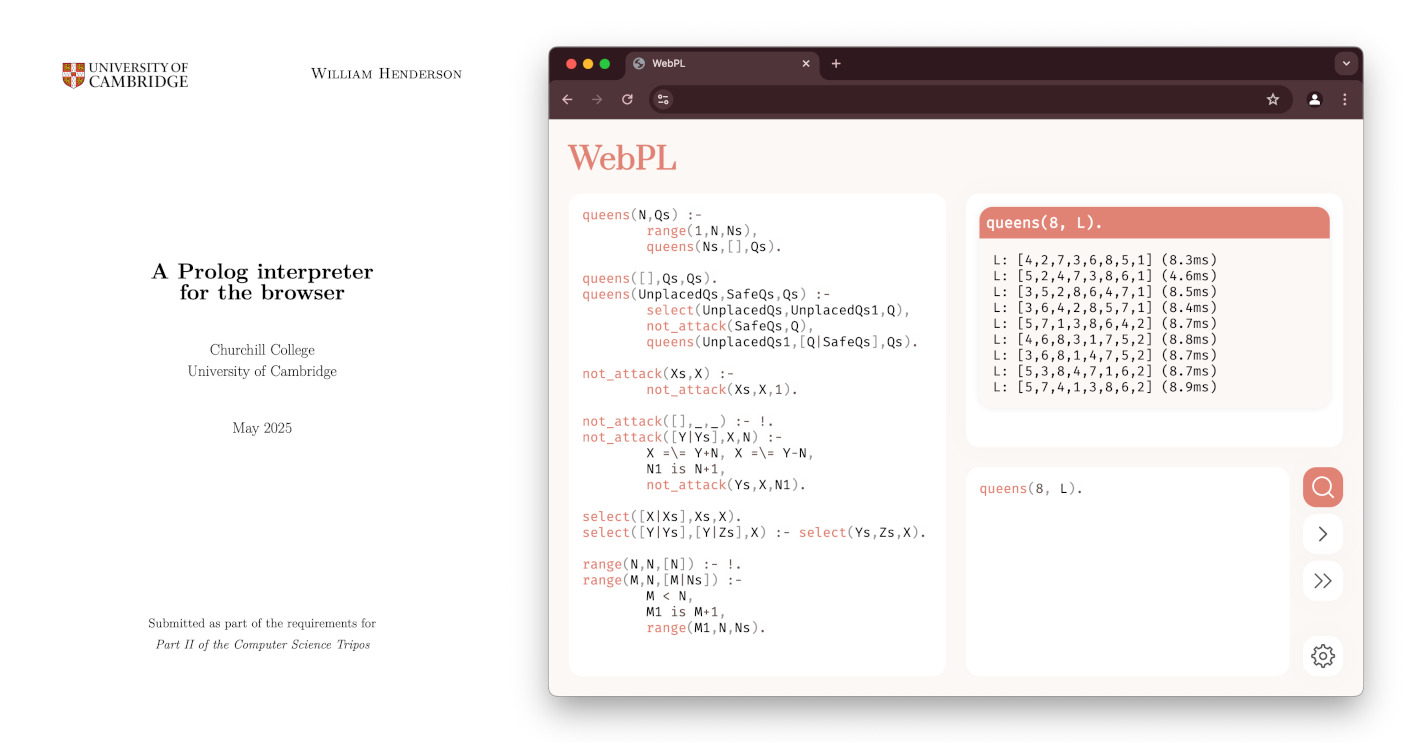 UNIVERSITY OF
CAMBRIDGE
WILLIAM HENDERSON
A Prolog interpreter
for the browser
Churchill College
University of Cambridge
May 2025
Submitted as part of the requirements for
Part II of the Computer Science Tripos
WebPL
WebPL
queens(N,Qs) :-
        range(1,N,Ns),
        queens(Ns,[],Qs).
queens([],Qs,Qs).
queens(UnplacedQs,SafeQs,Qs) :-
        select(UnplacedQs,UnplacedQs1,Q),
        not_attack(SafeQs,Q),
        queens(UnplacedQs1,[Q|SafeQs],Qs).
not_attack(Xs,X) :-
        not_attack(Xs,X,1).
not_attack([],_,_) :- !.
not_attack([Y|Ys],X,N) :-
        X =\= Y+N, X =\= Y-N,
        N1 is N+1,
        not_attack(Ys,X,N1).
select([X|Xs],Xs,X).
select([Y|Ys],[Y|Zs],X) :- select(Ys,Zs,X).
range(N,N,[N]) :- !.
range(M,N,[M|Ns]) :-
        M < N,
        M1 is M+1,
        range(M1,N,Ns).
queens(8, L).
L: [4,2,7,3,6,8,5,1] (8.3ms)
L: [5,2,4,7,3,8,6,1] (4.6ms)
L: [3,5,2,8,6,4,7,1] (8.5ms)
L: [3,6,4,2,8,5,7,1] (8.4ms)
L: [5,7,1,3,8,6,4,2] (8.7ms)
L: [4,6,8,3,1,7,5,2] (8.8ms)
L: [3,6,8,1,4,7,5,2] (8.7ms)
L: [5,3,8,4,7,1,6,2] (8.7ms)
L: [5,7,4,1,3,8,6,2] (8.9ms)
queens(8, L).